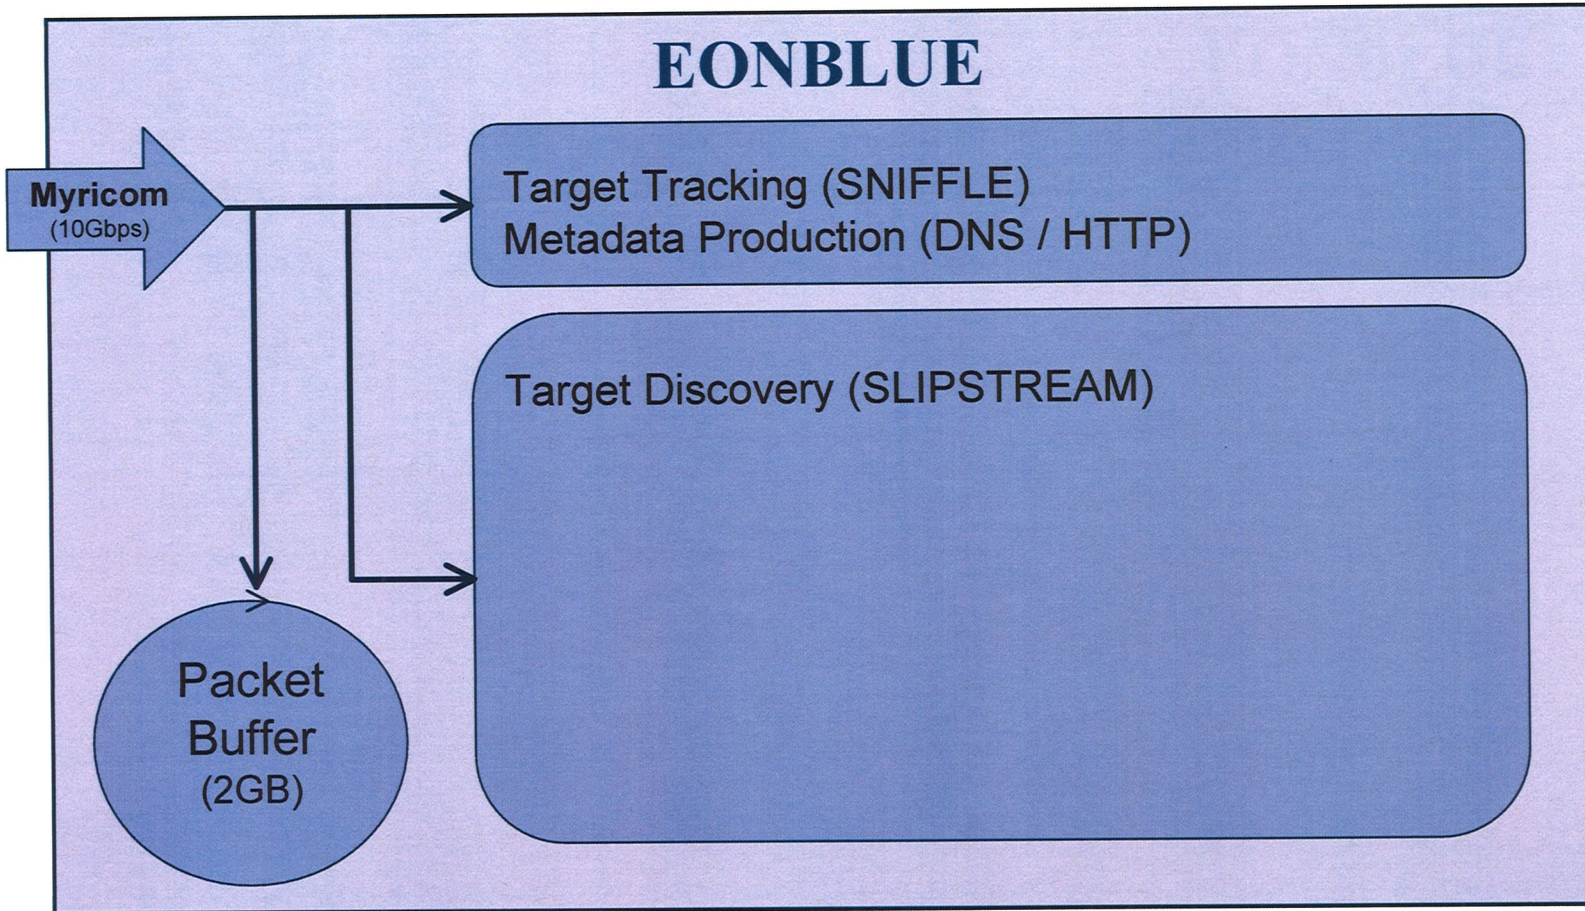 EONBLUE
Myricom
(10Gbps)
Target Tracking (SNIFFLE)
Metadata Production (DNS / HTTP)
Target Discovery (SLIPSTREAM)
Packet
Buffer
(2GB)